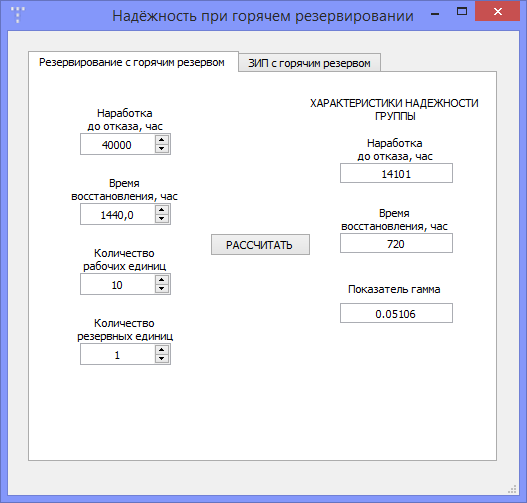 Надёжность при горячем резервировании
Резервирование с горячим резервом
ЗИП с горячим резервом
Наработка
до отказа, час
40000
Время
восстановления, час
1440,0
Количество
рабочих единиц
10
Количество
резервных единиц
1
РАССЧИТАТЬ
ХАРАКТЕРИСТИКИ НАДЕЖНОСТИ
ГРУППЫ
Наработка
до отказа, час
14101
Время
восстановления, час
720
Показатель гамма
0.05106